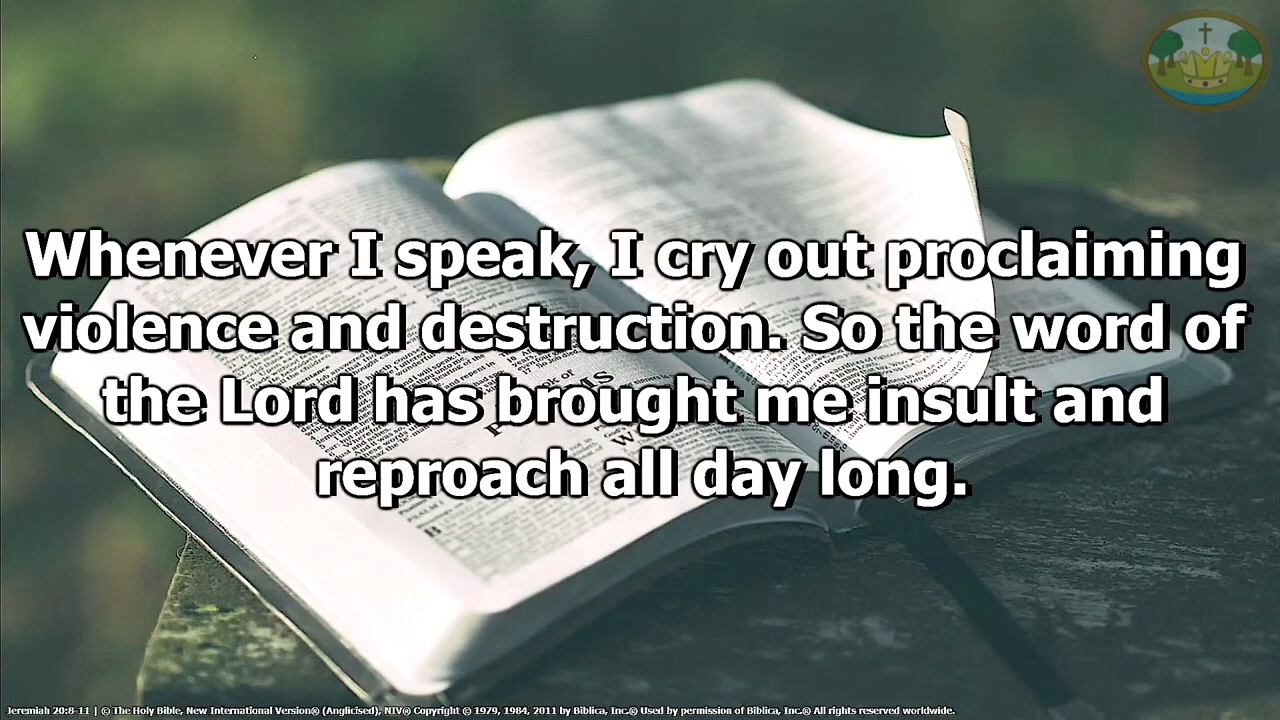 Whenever I speak, I cry out proclaiming
violence and destruction. So the word of
the Lord has brought me insult and
reproach all day long.
Jeremiah 20:8-11 | © The Holy Bible, New International Version® (Anglicised), NIV® Copyright © 1979, 1984, 2011 by Biblica, Inc.® Used by permission of Biblica, Inc.® All rights reserved worldwide.